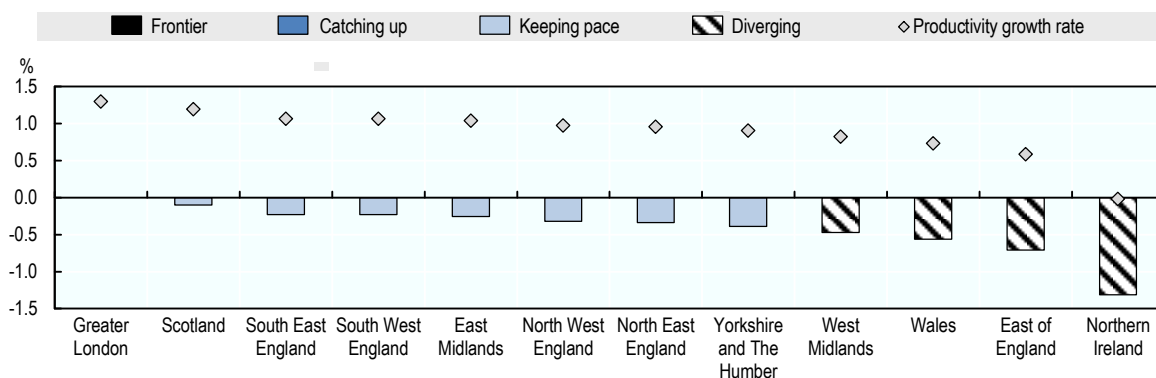 Frontier Catching up Keeping pace Diverging Productivity growth rate
%
1.5
1.0
0.5
0.0
-0.5
-1.0
-1.5
Greater London
Scotland
South East England
South West England
East Midlands
North West England
North East England
Yorkshire and The Humber
West Midlands
Wales
East of England
Northern Ireland